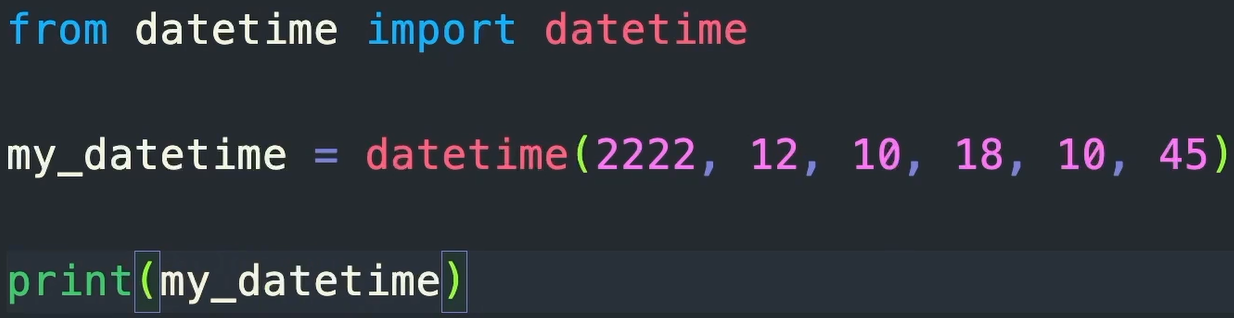 from datetime import datetime
my_datetime = datetime(2222, 12, 10, 18, 10, 45)
print(my_datetime)